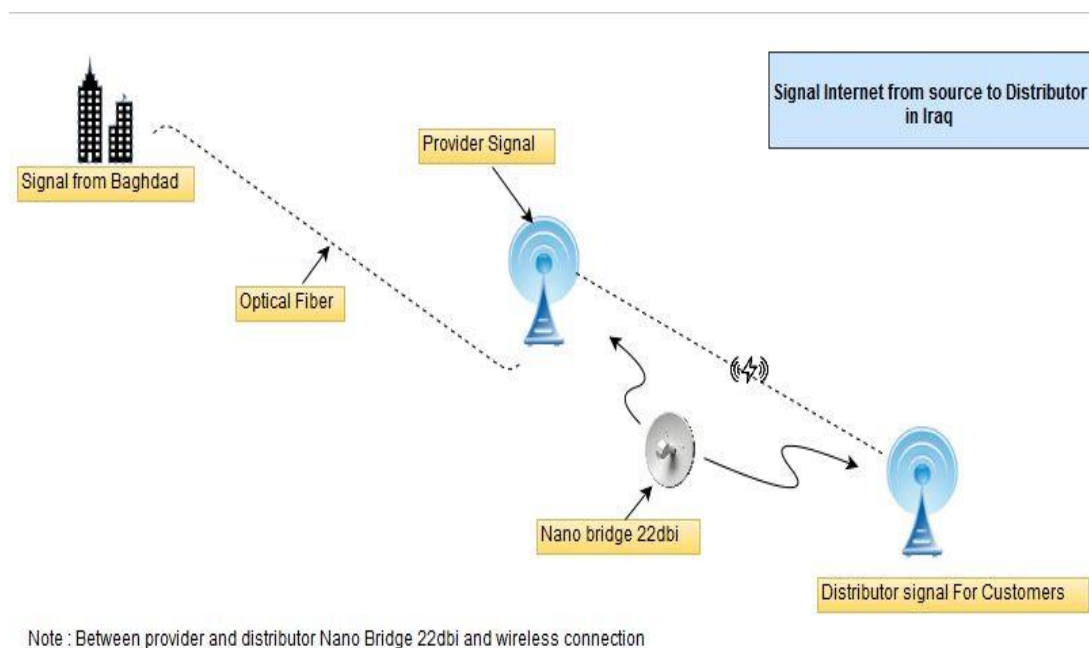 Signal Internet from source to Distributor
in Iraq
Provider Signal
Signal from Baghdad
Optical Fiber
Nano bridge 22dbi
Distributor signal For Customers
Note : Between provider and distributor Nano Bridge 22dbi and wireless connection